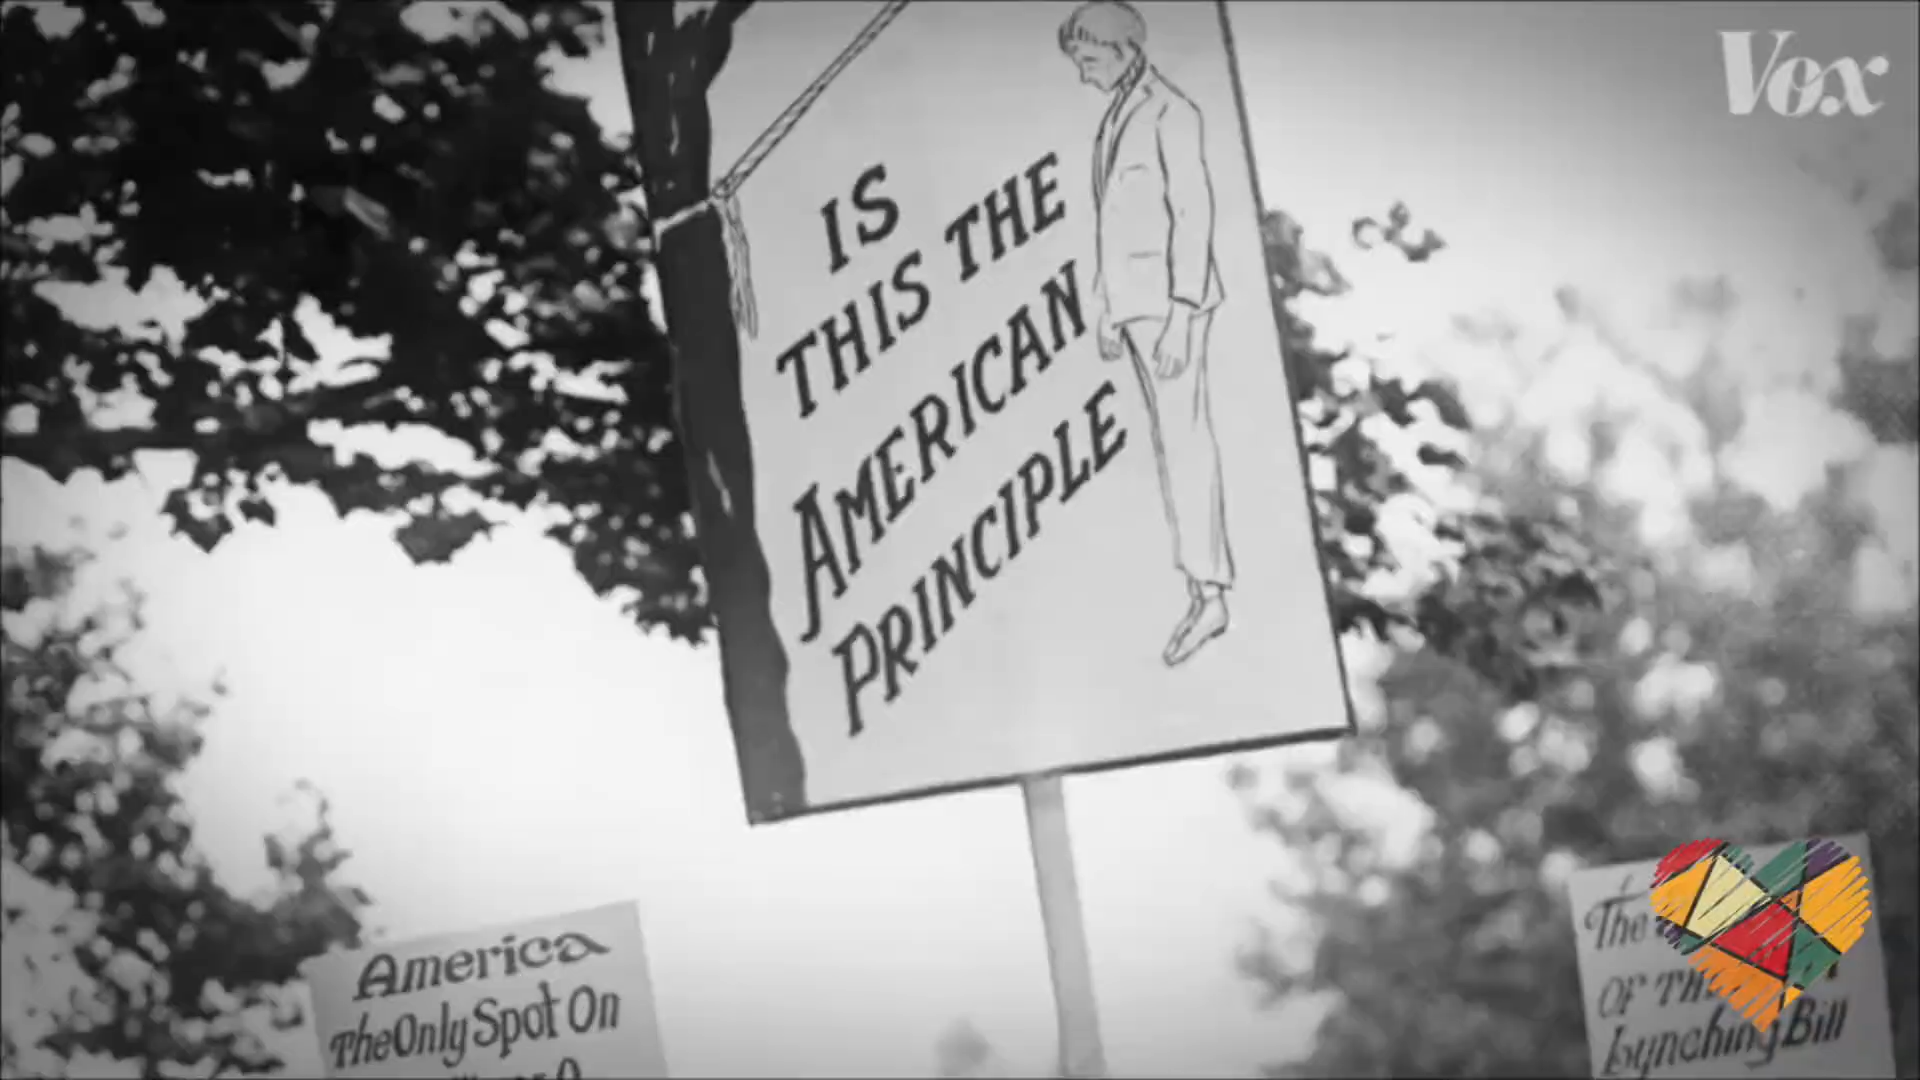 Vox
IS
THIS THE
AMERICAN
PRINCIPLE
America
The Only Spot On
The
OF
Lynching Bill